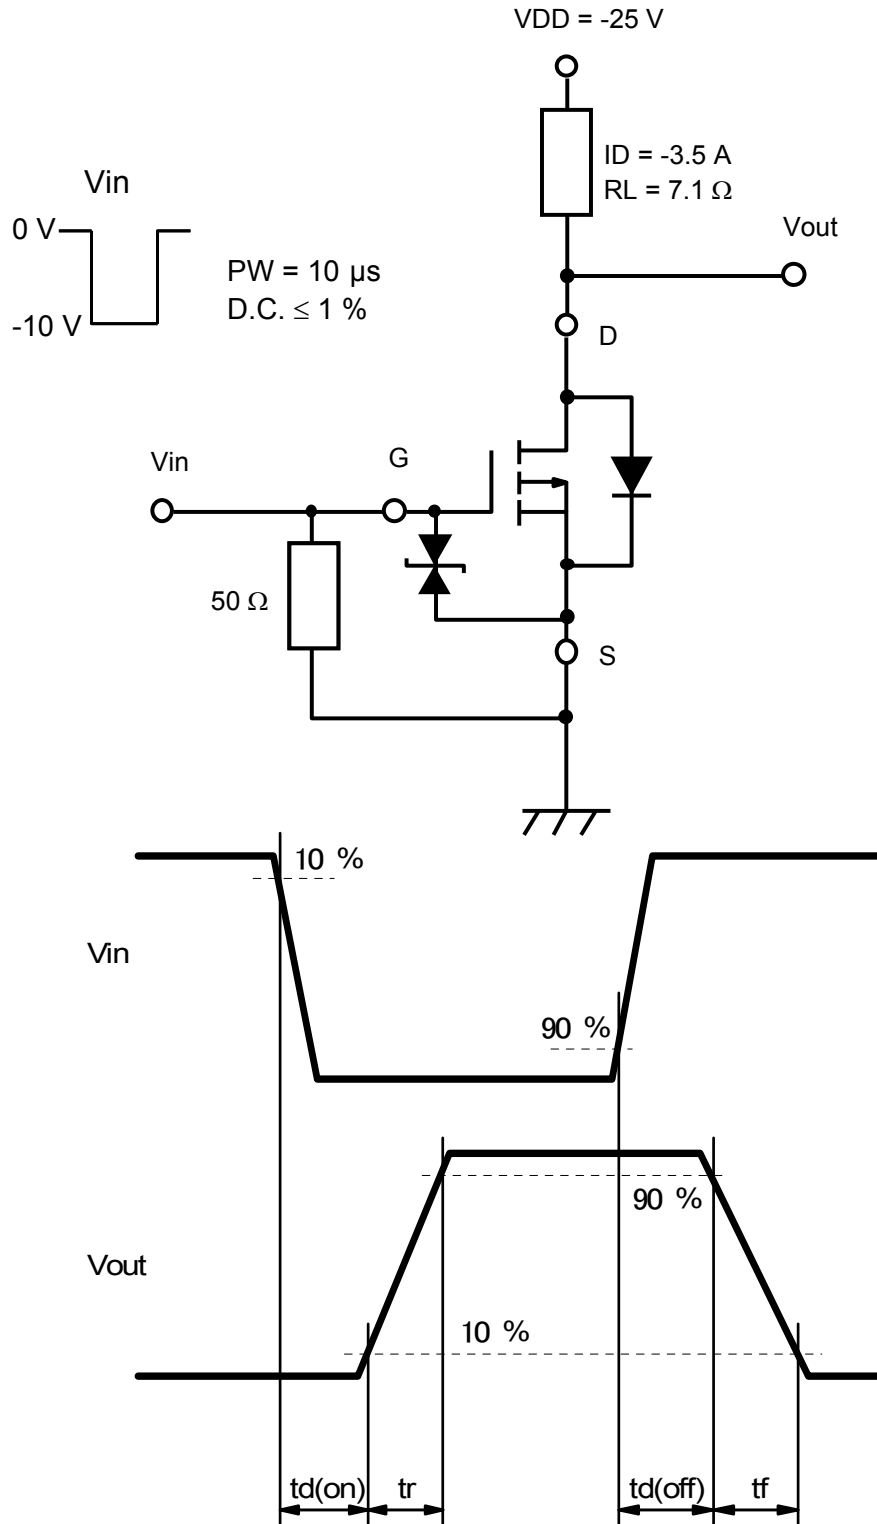 VDD = -25 V
ID = -3.5 A
RL = 7.1 Ω
Vin
0 V
-10 V
PW = 10 μs
D.C. ≤ 1 %
Vout
D
Vin
G
50 Ω
S
10 %
Vin
90 %
90 %
Vout
10 %
td(on)
tr
td(off)
tf